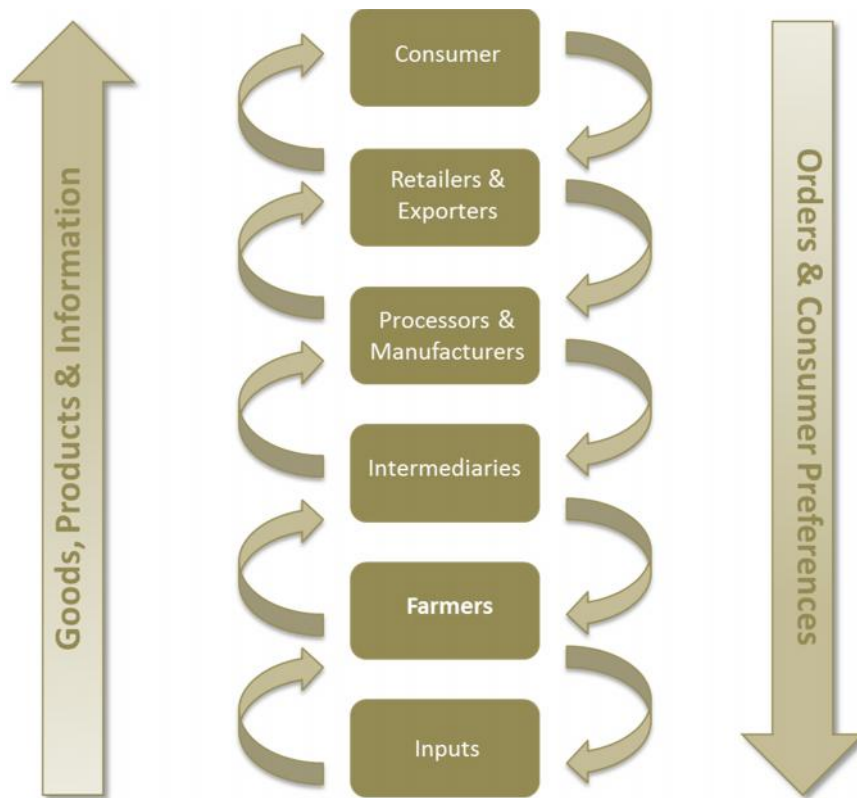 Goods, Products & Information
Consumer
Retailers &
Exporters
Processors &
Manufacturers
Intermediaries
Farmers
Inputs
Orders & Consumer Preferences